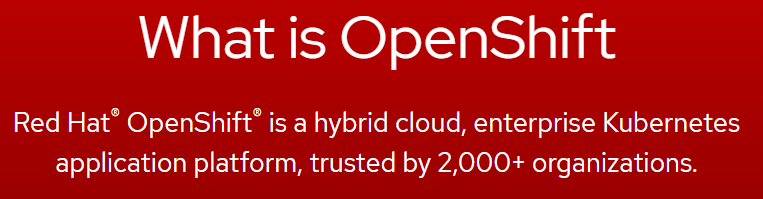 What is OpenShift
Red Hat® OpenShift® is a hybrid cloud, enterprise Kubernetes
application platform, trusted by 2,000+ organizations.